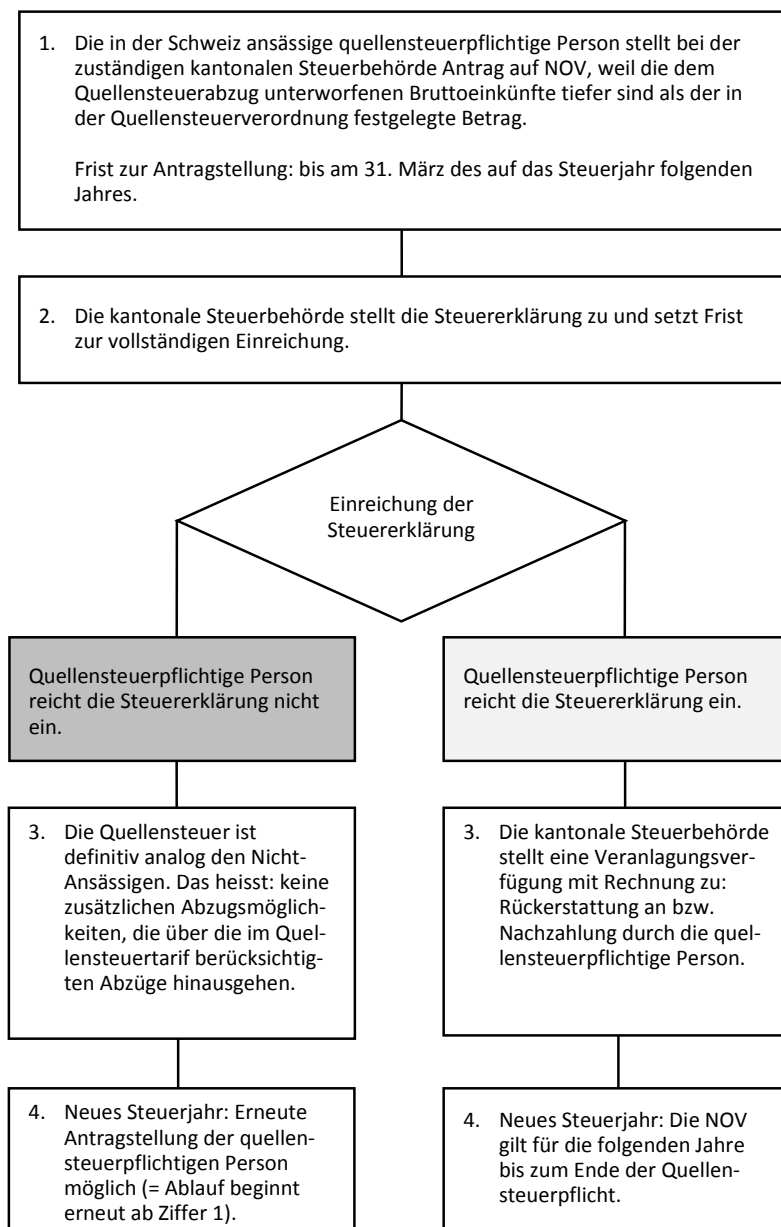 1. Die in der Schweiz ansässige quellensteuerpflichtige Person stellt bei der
zuständigen kantonalen Steuerbehörde Antrag auf NOV, weil die dem
Quellensteuerabzug unterworfenen Bruttoeinkünfte tiefer sind als der in
der Quellensteuerverordnung festgelegte Betrag.
Frist zur Antragstellung: bis am 31. März des auf das Steuerjahr folgenden
Jahres.
2. Die kantonale Steuerbehörde stellt die Steuererklärung zu und setzt Frist
zur vollständigen Einreichung.
Einreichung der
Steuererklärung
Quellensteuerpflichtige Person
reicht die Steuererklärung nicht
ein.
3. Die Quellensteuer ist
definitiv analog den Nicht-
Ansässigen. Das heisst: keine
zusätzlichen Abzugsmöglich-
keiten, die über die im Quel-
lensteuertarif berücksichtig-
ten Abzüge hinausgehen.
4. Neues Steuerjahr: Erneute
Antragstellung der quellen-
steuerpflichtigen Person
möglich (= Ablauf beginnt
erneut ab Ziffer 1).
Quellensteuerpflichtige Person
reicht die Steuererklärung ein.
3. Die kantonale Steuerbehörde
stellt eine Veranlagungsver-
fügung mit Rechnung zu:
Rückerstattung an bzw.
Nachzahlung durch die quel-
lensteuerpflichtige Person.
4. Neues Steuerjahr: Die NOV
gilt für die folgenden Jahre
bis zum Ende der Quellen-
steuerpflicht.